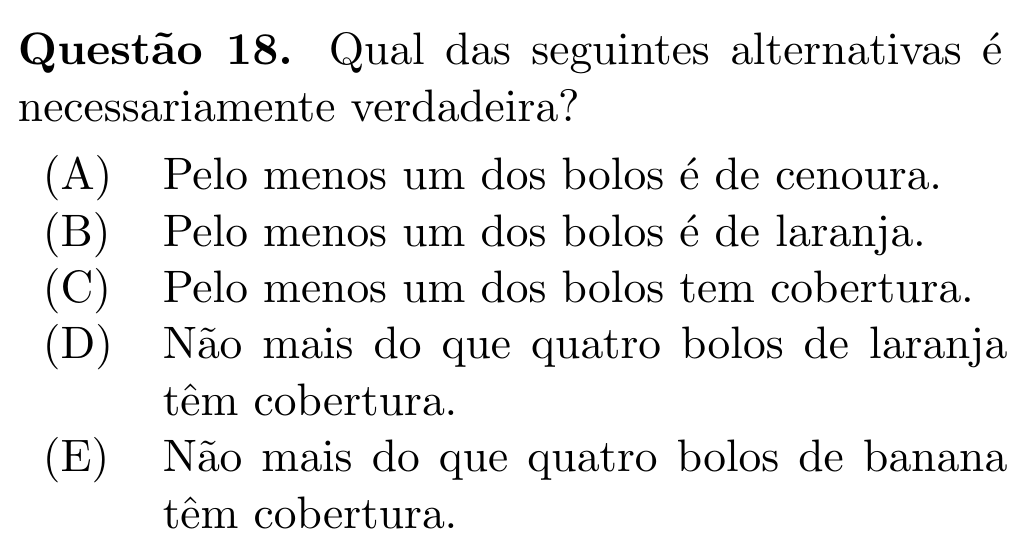 Questão 18. Qual das seguintes alternativas é
necessariamente verdadeira?
(A) Pelo menos um dos bolos é de cenoura.
(B) Pelo menos um dos bolos é de laranja.
(C) Pelo menos um dos bolos tem cobertura.
(D) Não mais do que quatro bolos de laranja
têm cobertura.
(E) Não mais do que quatro bolos de banana
têm cobertura.